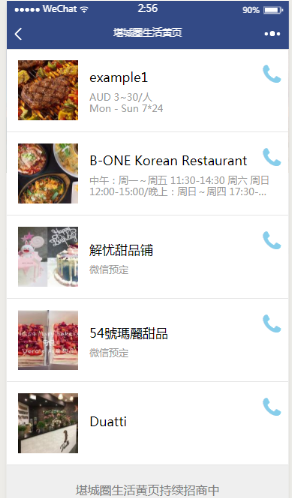 WeChat
2:56
90%
堪城圈生活黄页
example1
AUD 3~30/人
Mon - Sun 7*24
B-ONE Korean Restaurant
中午：周一～周五 11:30-14:30 周六 周日
12:00-15:00/晚上：周日～周四 17:30-...
解忧甜品铺
微信预定
54號瑪麗甜品
微信预定
Duatti
堪城圈生活黄页持续招商中